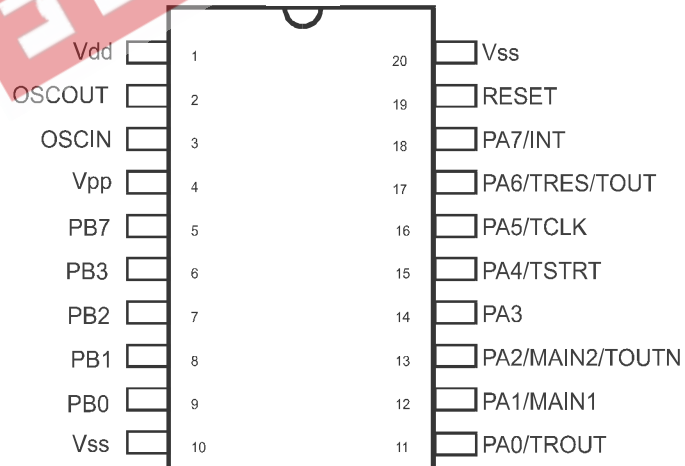 Vdd 1 20 Vss
OSCOUT 2 19 RESET
OSCIN 3 18 PA7/INT
Vpp 4 17 PA6/TRES/TOUT
PB7 5 16 PA5/TCLK
PB3 6 15 PA4/TSTRT
PB2 7 14 PA3
PB1 8 13 PA2/MAIN2/TOUTN
PB0 9 12 PA1/MAIN1
Vss 10 11 PA0/TROUT